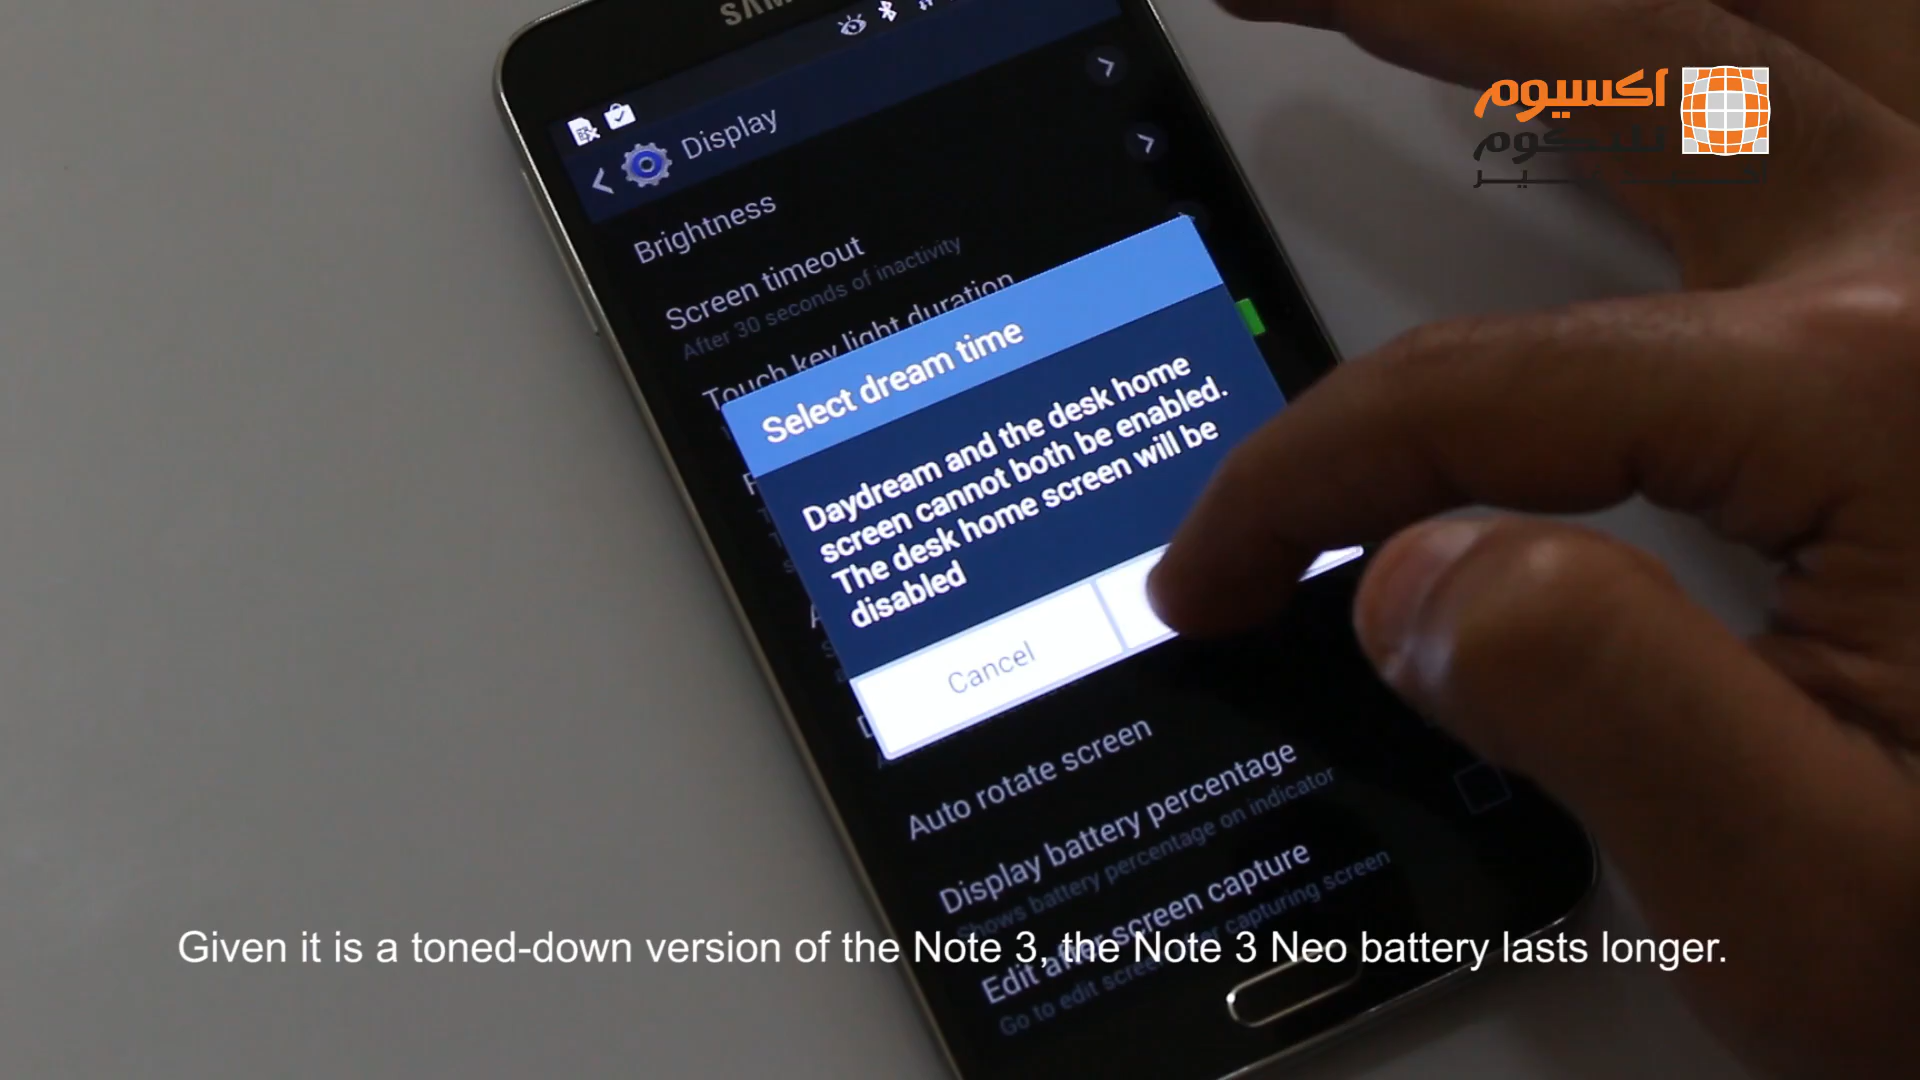 SAM
اكسيوم
تليكوم
Display
Brightness
Screen timeout
After 30 seconds of inactivity
Touch key light duration
Select dream time
Daydream and the desk home
screen cannot both be enabled.
The desk home screen will be
disabled
Cancel
Auto rotate screen
Display battery percentage
Shows battery percentage on indicator
Edit after screen capture
Go to edit screen after capturing screen
Given it is a toned-down version of the Note 3, the Note 3 Neo battery lasts longer.